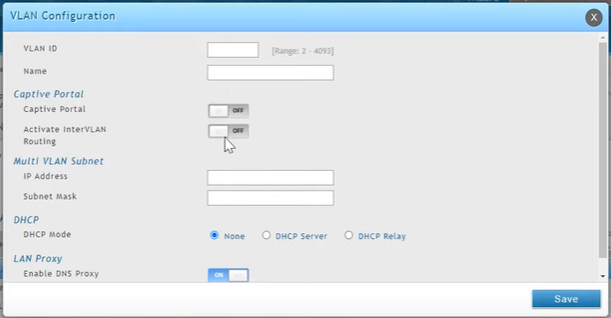 VLAN Configuration
X
VLAN ID
[Range: 2 - 4093]
Name
Captive Portal
Captive Portal
OFF
Activate InterVLAN
Routing
OFF
Multi VLAN Subnet
IP Address
Subnet Mask
DHCP
DHCP Mode
None
DHCP Server
DHCP Relay
LAN Proxy
Enable DNS Proxy
ON
Save